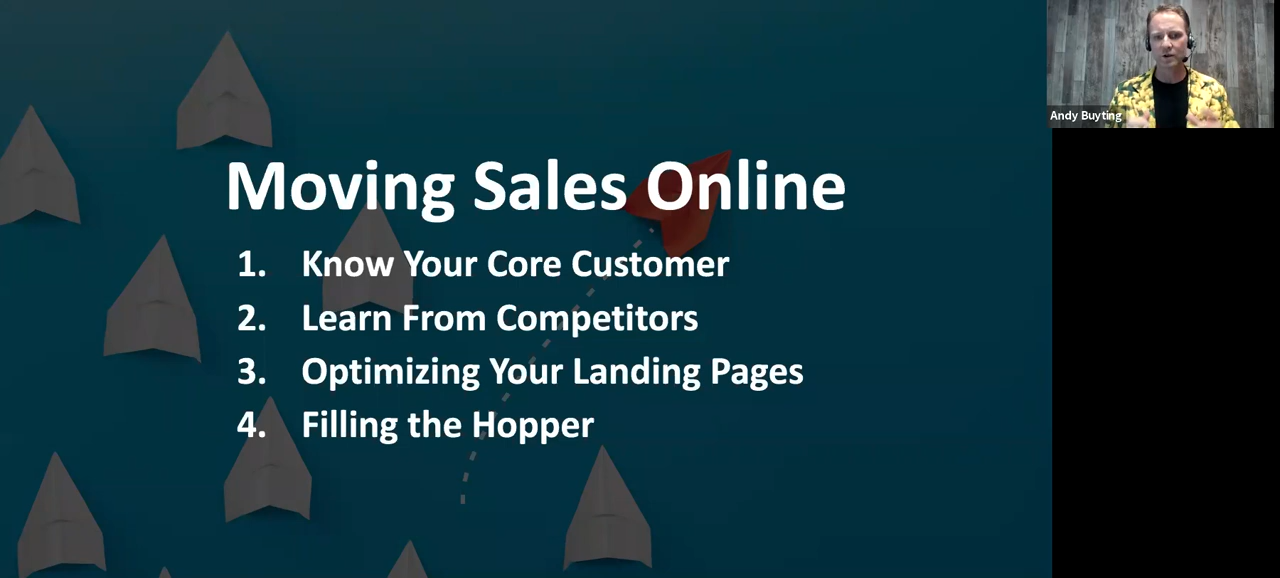 Moving Sales Online
1. Know Your Core Customer
2. Learn From Competitors
3. Optimizing Your Landing Pages
4. Filling the Hopper
Andy Buyting